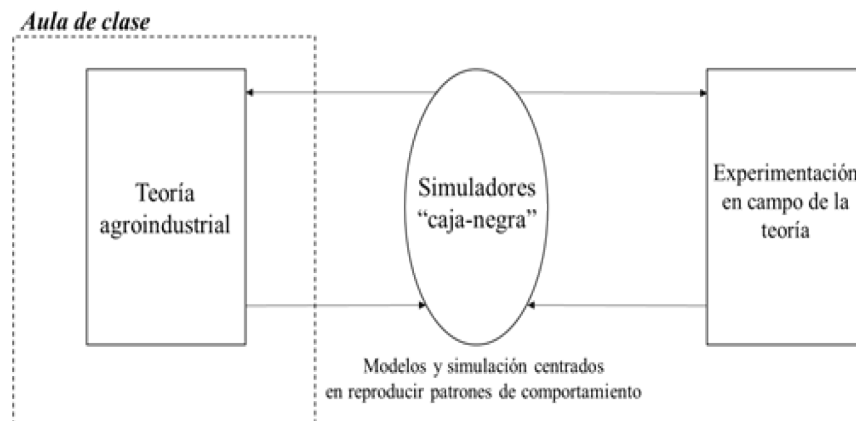 Aula de clase
Teoría
agroindustrial
Simuladores
“caja-negra”
Experimentación
en campo de la
teoría
Modelos y simulación centrados
en reproducir patrones de comportamiento